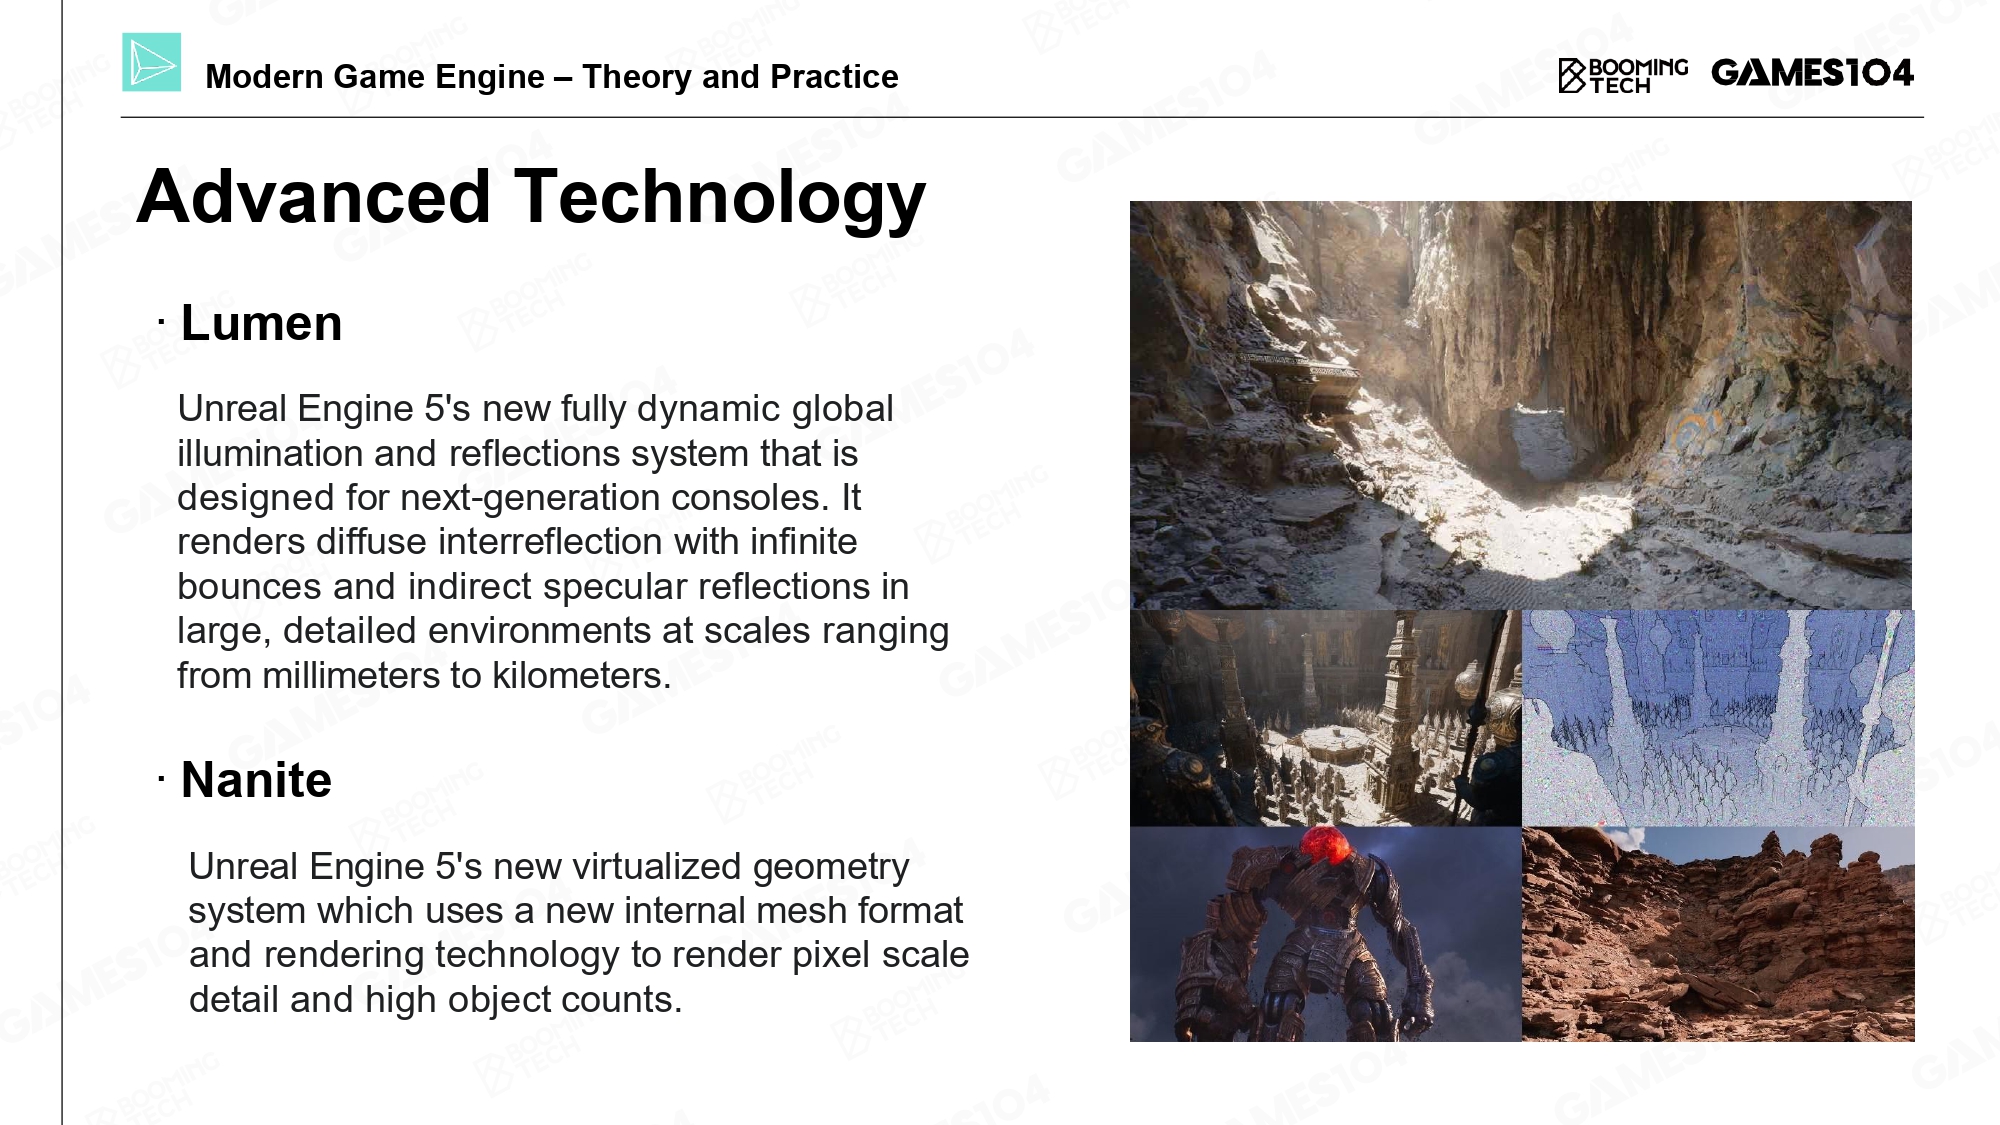 Modern Game Engine – Theory and Practice
BOOMING
TECH
GAMES104
Advanced Technology
· Lumen
Unreal Engine 5's new fully dynamic global
illumination and reflections system that is
designed for next-generation consoles. It
renders diffuse interreflection with infinite
bounces and indirect specular reflections in
large, detailed environments at scales ranging
from millimeters to kilometers.
· Nanite
Unreal Engine 5's new virtualized geometry
system which uses a new internal mesh format
and rendering technology to render pixel scale
detail and high object counts.